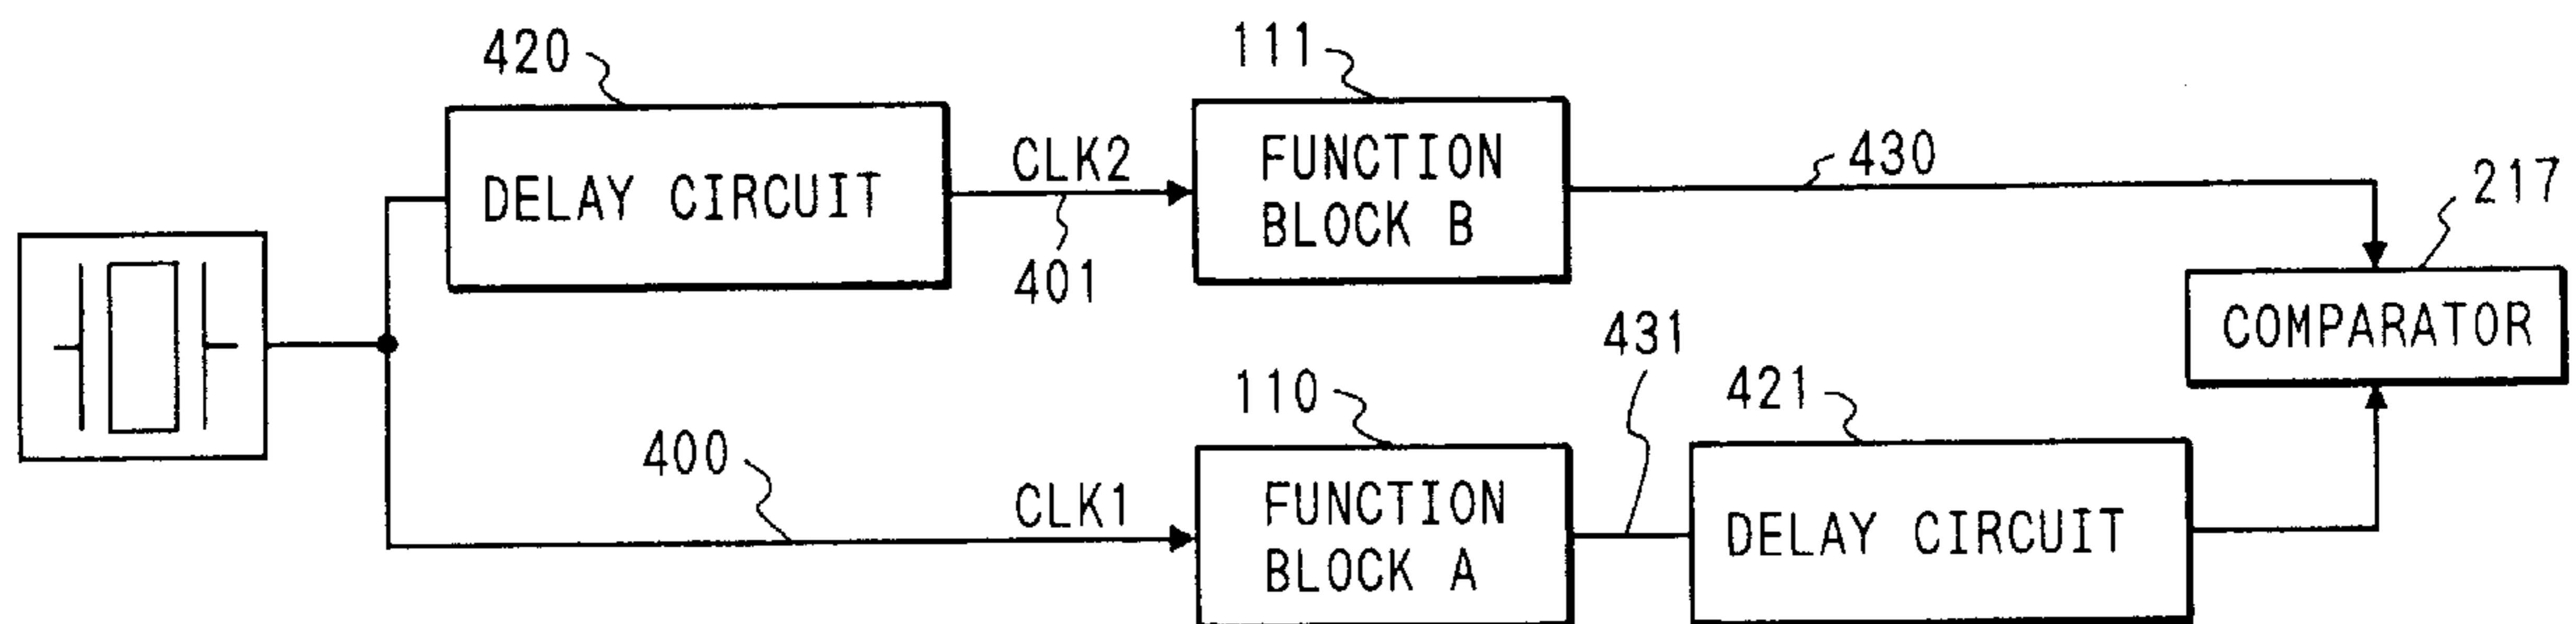 420
111
DELAY CIRCUIT
CLK2
401
FUNCTION
BLOCK B
430
217
COMPARATOR
400
CLK1
110
FUNCTION
BLOCK A
431
421
DELAY CIRCUIT